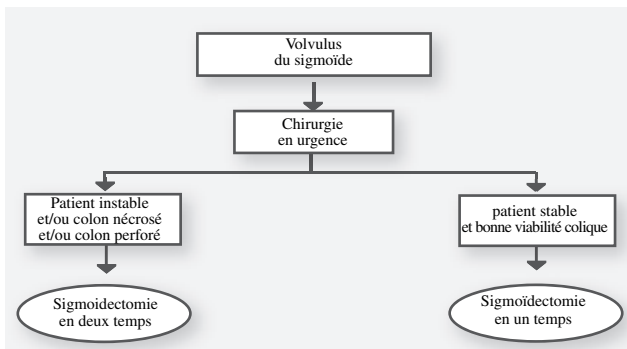 Volvulus
du sigmoïde
Chirurgie
en urgence
Patient instable
et/ou colon nécrosé
et/ou colon perforé
patient stable
et bonne viabilité colique
Sigmoidectomie
en deux temps
Sigmoïdectomie
en un temps